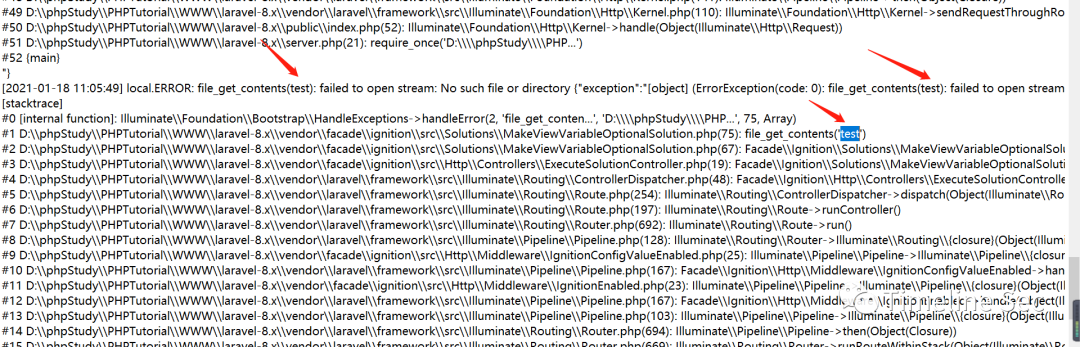 #49 D:\\phpStudy\\PHPTutorial\\WWW\\laravel-8.x\\vendor\\laravel\\framework\\src\\Illuminate\\Foundation\\Http\\Kernel.php(110): Illuminate\\Foundation\\Http\\Kernel->sendRequestThroughRo
#50 D:\\phpStudy\\PHPTutorial\\WWW\\laravel-8.x\\public\\index.php(52): Illuminate\\Foundation\\Http\\Kernel->handle(Object(Illuminate\\Http\\Request))
#51 D:\\phpStudy\\PHPTutorial\\WWW\\laravel-8.x\\server.php(21): require_once('D:\\\\phpStudy\\\\PHP...')
#52 {main}
"}
[2021-01-18 11:05:49] local.ERROR: file_get_contents(test): failed to open stream: No such file or directory {"exception":"[object] (ErrorException(code: 0): file_get_contents(test): failed to open stream
[stacktrace]
#0 [internal function]: Illuminate\\Foundation\\Bootstrap\\HandleExceptions->handleError(2, 'file_get_conten...', 'D:\\\\phpStudy\\\\PHP...', 75, Array)
#1 D:\\phpStudy\\PHPTutorial\\WWW\\laravel-8.x\\vendor\\facade\\ignition\\src\\Solutions\\MakeViewVariableOptionalSolution.php(75): file_get_contents('test')
#2 D:\\phpStudy\\PHPTutorial\\WWW\\laravel-8.x\\vendor\\facade\\ignition\\src\\Solutions\\MakeViewVariableOptionalSolution.php(67): Facade\\Ignition\\Solutions\\MakeViewVariableOptionalSolu
#3 D:\\phpStudy\\PHPTutorial\\WWW\\laravel-8.x\\vendor\\facade\\ignition\\src\\Http\\Controllers\\ExecuteSolutionController.php(19): Facade\\Ignition\\Solutions\\MakeViewVariableOptionalSo
#4 D:\\phpStudy\\PHPTutorial\\WWW\\laravel-8.x\\vendor\\laravel\\framework\\src\\Illuminate\\Routing\\ControllerDispatcher.php(48): Facade\\Ignition\\Http\\Controllers\\ExecuteSolutionControlle
#5 D:\\phpStudy\\PHPTutorial\\WWW\\laravel-8.x\\vendor\\laravel\\framework\\src\\Illuminate\\Routing\\Route.php(254): Illuminate\\Routing\\ControllerDispatcher->dispatch(Object(Illuminate\\Ro
#6 D:\\phpStudy\\PHPTutorial\\WWW\\laravel-8.x\\vendor\\laravel\\framework\\src\\Illuminate\\Routing\\Route.php(197): Illuminate\\Routing\\Route->runController()
#7 D:\\phpStudy\\PHPTutorial\\WWW\\laravel-8.x\\vendor\\laravel\\framework\\src\\Illuminate\\Routing\\Router.php(692): Illuminate\\Routing\\Route->run()
#8 D:\\phpStudy\\PHPTutorial\\WWW\\laravel-8.x\\vendor\\laravel\\framework\\src\\Illuminate\\Pipeline\\Pipeline.php(128): Illuminate\\Routing\\Router->Illuminate\\Routing\\{closure}(Object(Illumi
#9 D:\\phpStudy\\PHPTutorial\\WWW\\laravel-8.x\\vendor\\facade\\ignition\\src\\Http\\Middleware\\IgnitionConfigValueEnabled.php(25): Illuminate\\Pipeline\\Pipeline->Illuminate\\Pipeline\\{closur
#10 D:\\phpStudy\\PHPTutorial\\WWW\\laravel-8.x\\vendor\\laravel\\framework\\src\\Illuminate\\Pipeline\\Pipeline.php(167): Facade\\Ignition\\Http\\Middleware\\IgnitionConfigValueEnabled->han
#11 D:\\phpStudy\\PHPTutorial\\WWW\\laravel-8.x\\vendor\\facade\\ignition\\src\\Http\\Middleware\\IgnitionEnabled.php(23): Illuminate\\Pipeline\\Pipeline->Illuminate\\Pipeline\\{closure}(Object(Il
#12 D:\\phpStudy\\PHPTutorial\\WWW\\laravel-8.x\\vendor\\laravel\\framework\\src\\Illuminate\\Pipeline\\Pipeline.php(167): Facade\\Ignition\\Http\\Middleware
#13 D:\\phpStudy\\PHPTutorial\\WWW\\laravel-8.x\\vendor\\laravel\\framework\\src\\Illuminate\\Pipeline\\Pipeline.php(103): Illuminate\\Pipeline\\Pipeline->Illuminate\\Pipeline\\{closure}(Object(Illu
#14 D:\\phpStudy\\PHPTutorial\\WWW\\laravel-8.x\\vendor\\laravel\\framework\\src\\Illuminate\\Routing\\Router.php(694): Illuminate\\Pipeline\\Pipeline->then(Object(Closure))
#15 D:\\phpStudy\\PHPTutorial\\WWW\\laravel-8.x\\vendor\\laravel\\framework\\src\\Illuminate\\Routing\\Router.php(669): Illuminate\\Routing\\Router->runRouteWithinStack(Object(Illuminate\\Ro
Timeline Sec